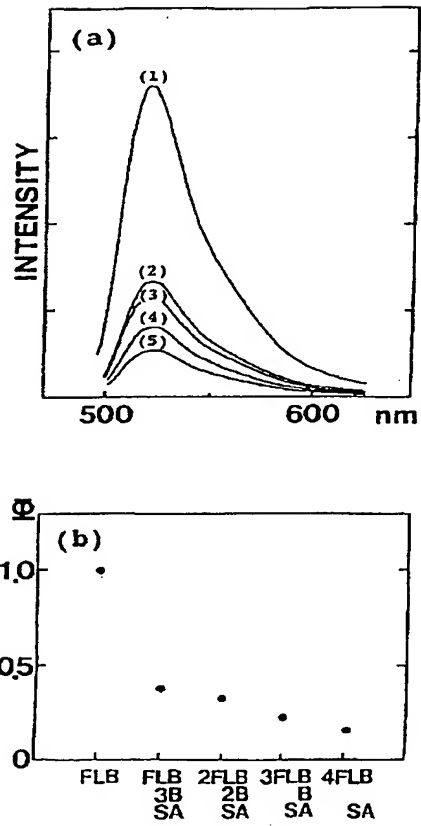 (a)
(1)
(2)
(3)
(4)
(5)
INTENSITY
500 600 nm
(b)
1.0
0.5
0
FLB FLB 2FLB 3FLB 4FLB
3B 2B B
SA SA SA SA